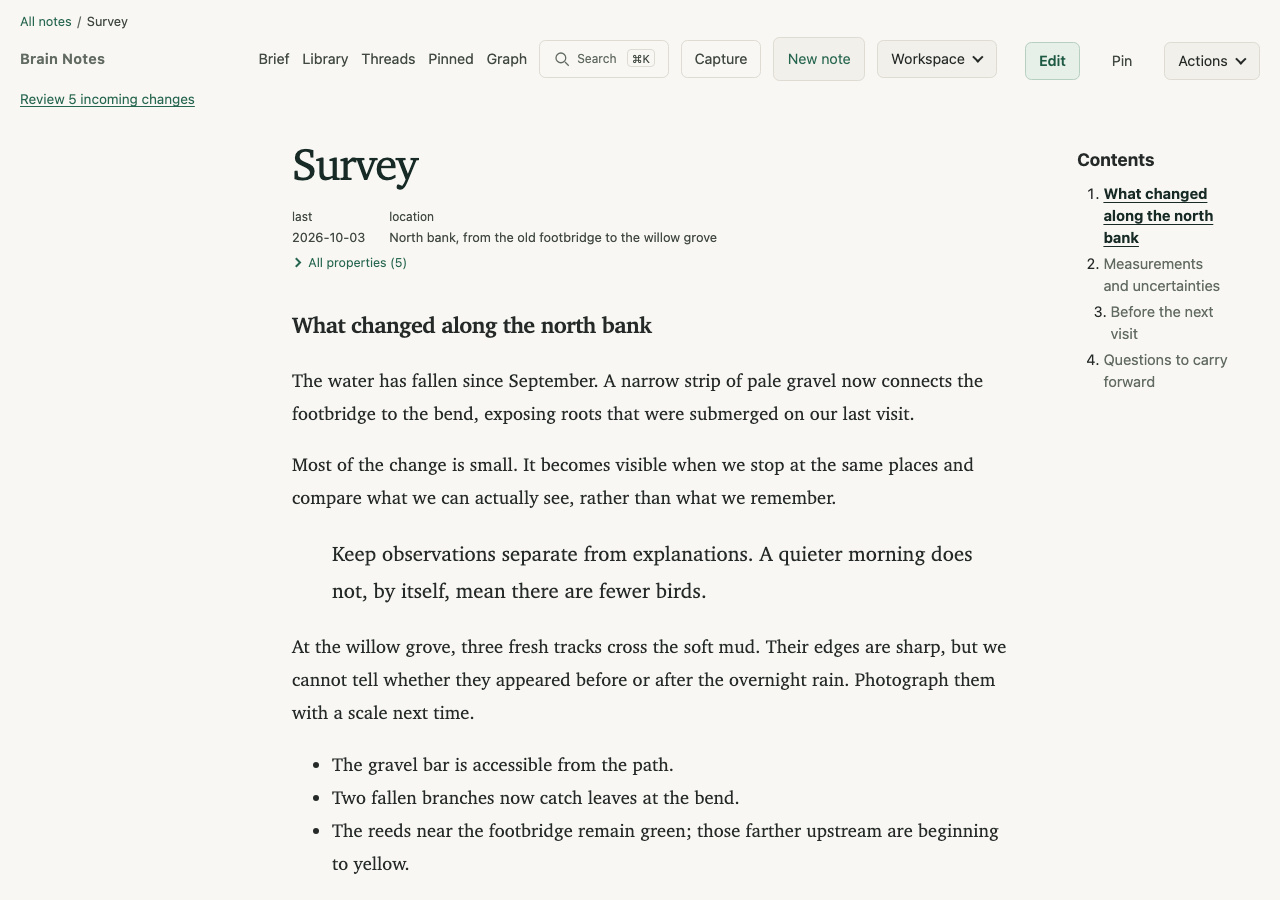 All notes / Survey
Brain Notes
Brief Library Threads Pinned Graph Search ⌘K Capture New note Workspace Edit Pin Actions
Review 5 incoming changes
Survey
last location
2026-10-03 North bank, from the old footbridge to the willow grove
All properties (5)
What changed along the north bank
The water has fallen since September. A narrow strip of pale gravel now connects the
footbridge to the bend, exposing roots that were submerged on our last visit.
Most of the change is small. It becomes visible when we stop at the same places and
compare what we can actually see, rather than what we remember.
Keep observations separate from explanations. A quieter morning does
not, by itself, mean there are fewer birds.
At the willow grove, three fresh tracks cross the soft mud. Their edges are sharp, but we
cannot tell whether they appeared before or after the overnight rain. Photograph them
with a scale next time.
• The gravel bar is accessible from the path.
• Two fallen branches now catch leaves at the bend.
• The reeds near the footbridge remain green; those farther upstream are beginning
to yellow.
Contents
1. What changed
along the north
bank
2. Measurements
and uncertainties
3. Before the next
visit
4. Questions to carry
forward